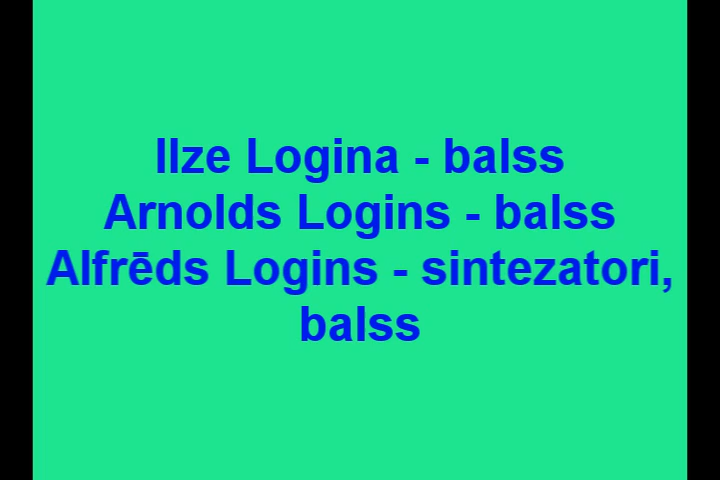 Ilze Logina - balss
Arnolds Logins - balss
Alfrēds Logins - sintezatori,
balss